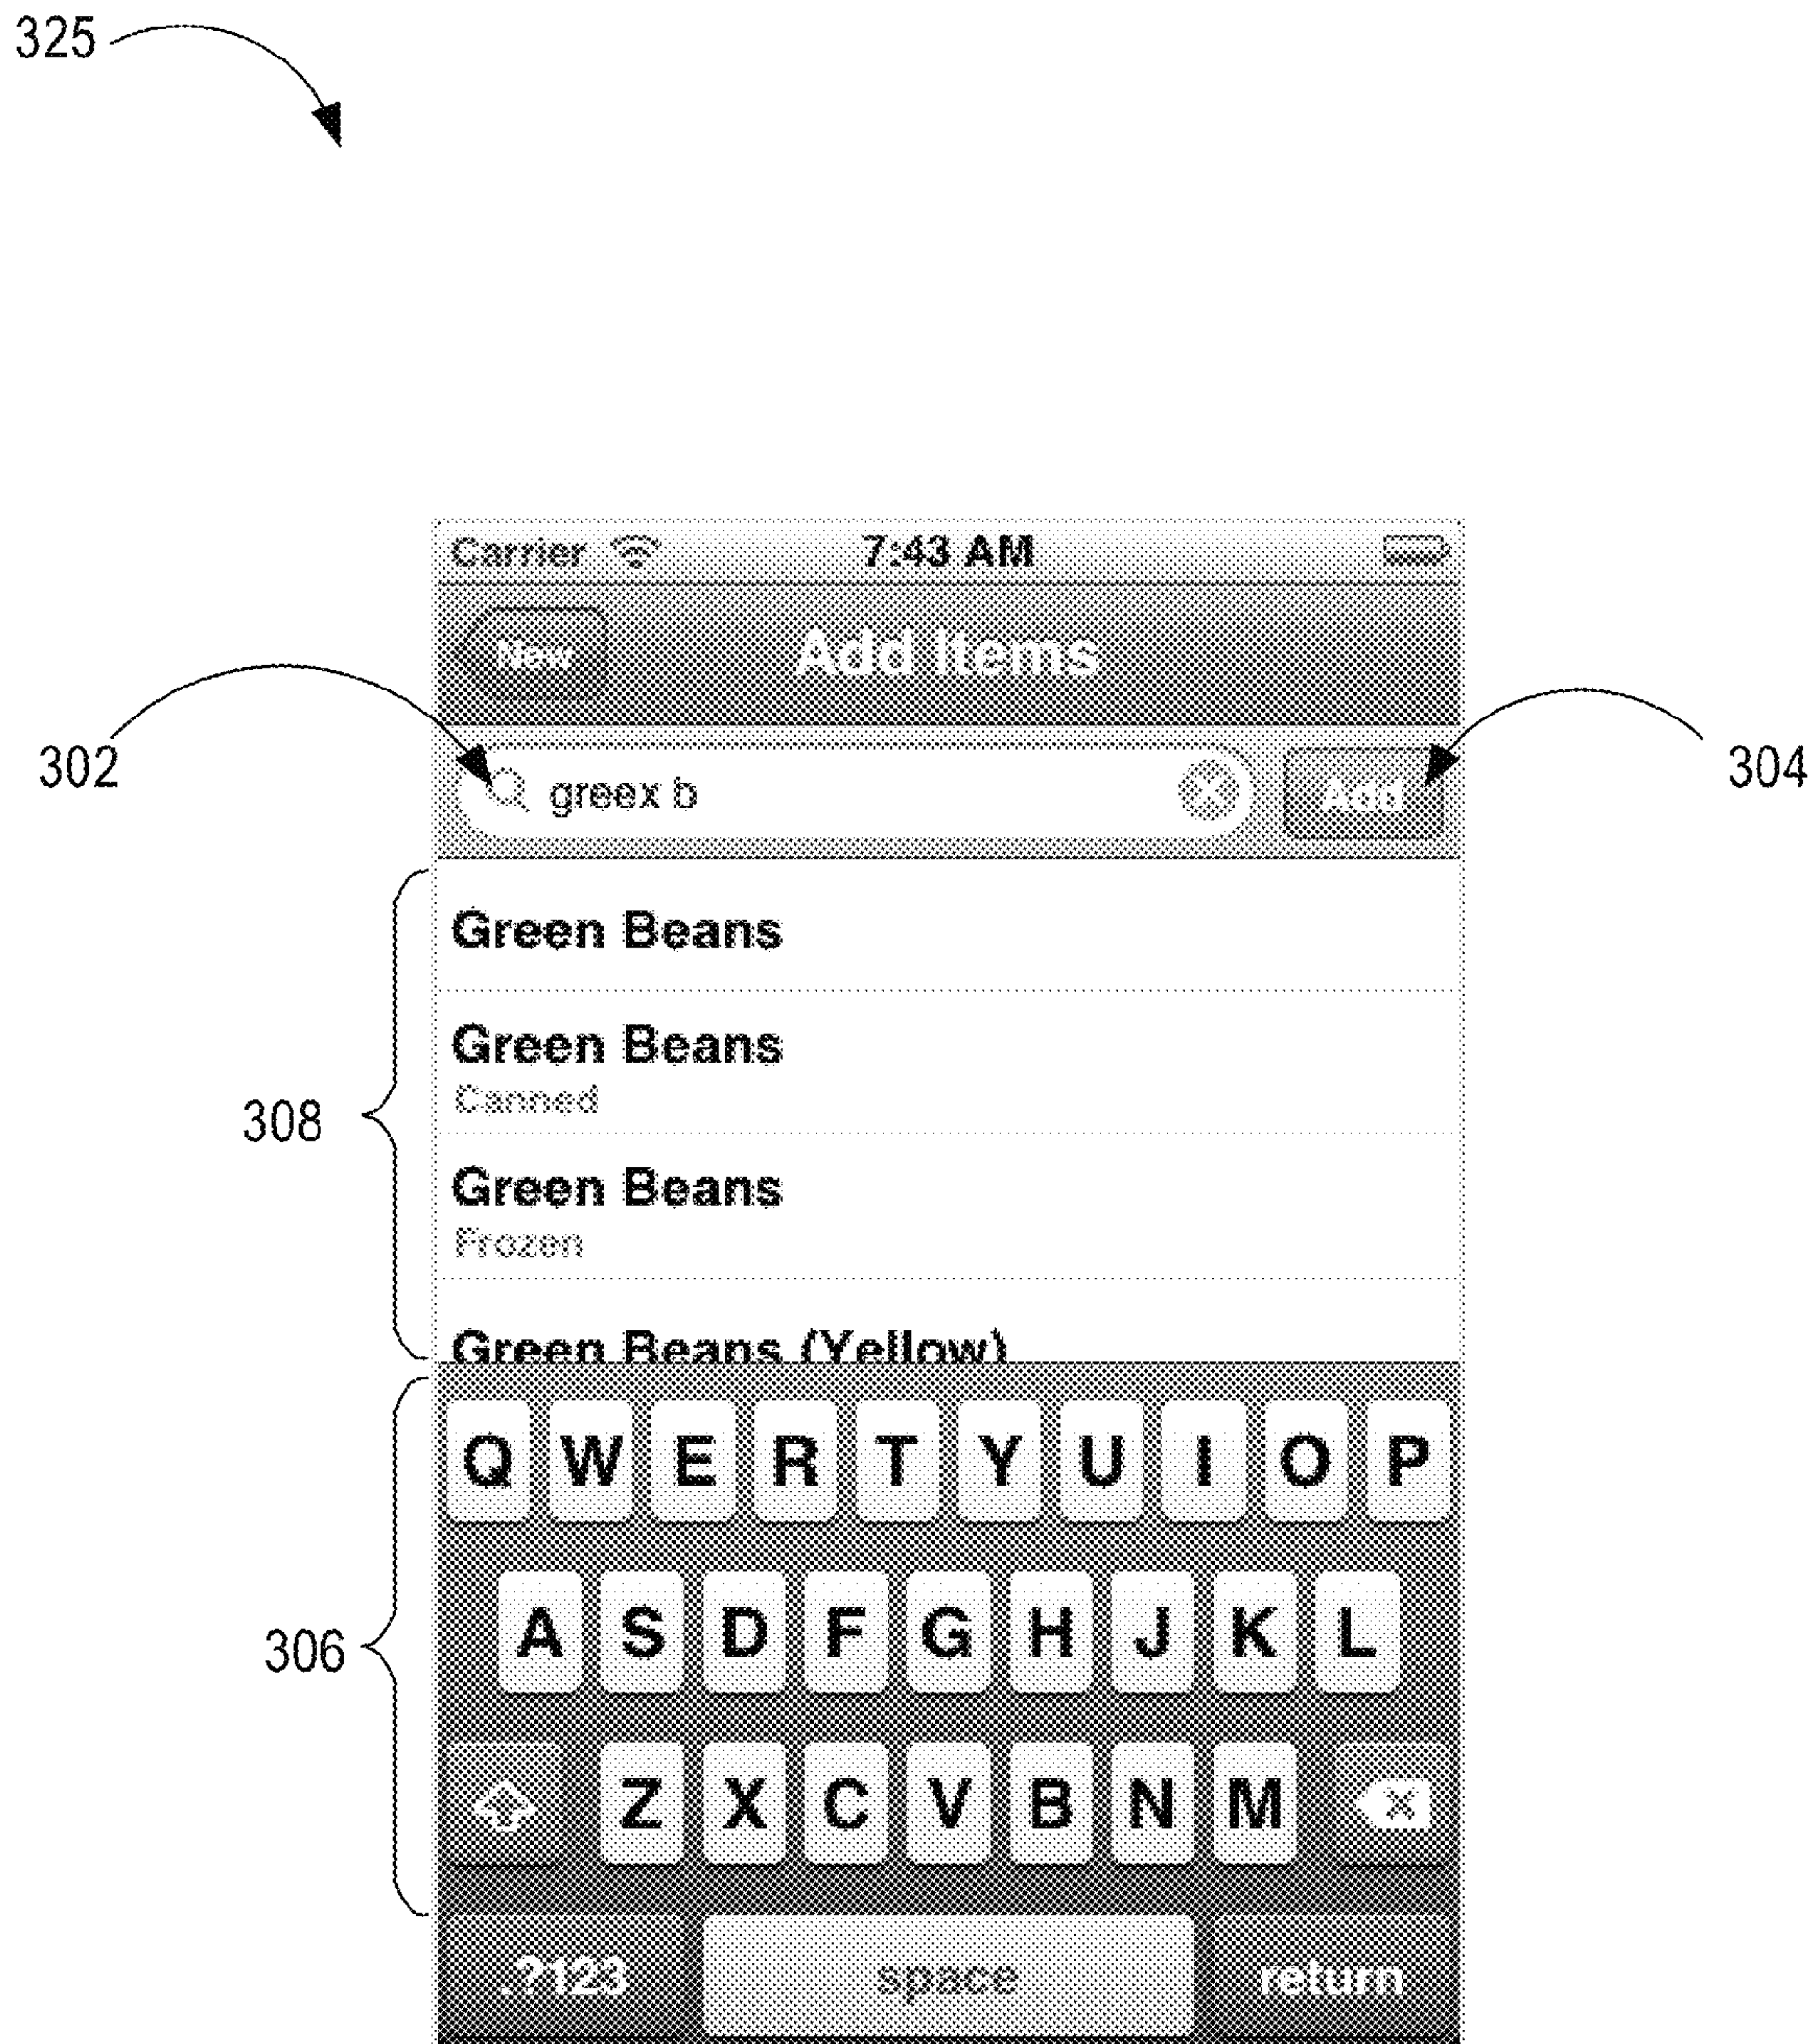 325
Carrier 7:43 AM
New Add Items
302 greex b Add 304
Green Beans
Green Beans
Canned
308
Green Beans
Frozen
Green Beans (Yellow)
Q W E R T Y U I O P
306 A S D F G H J K L
Z X C V B N M
.?123 space return